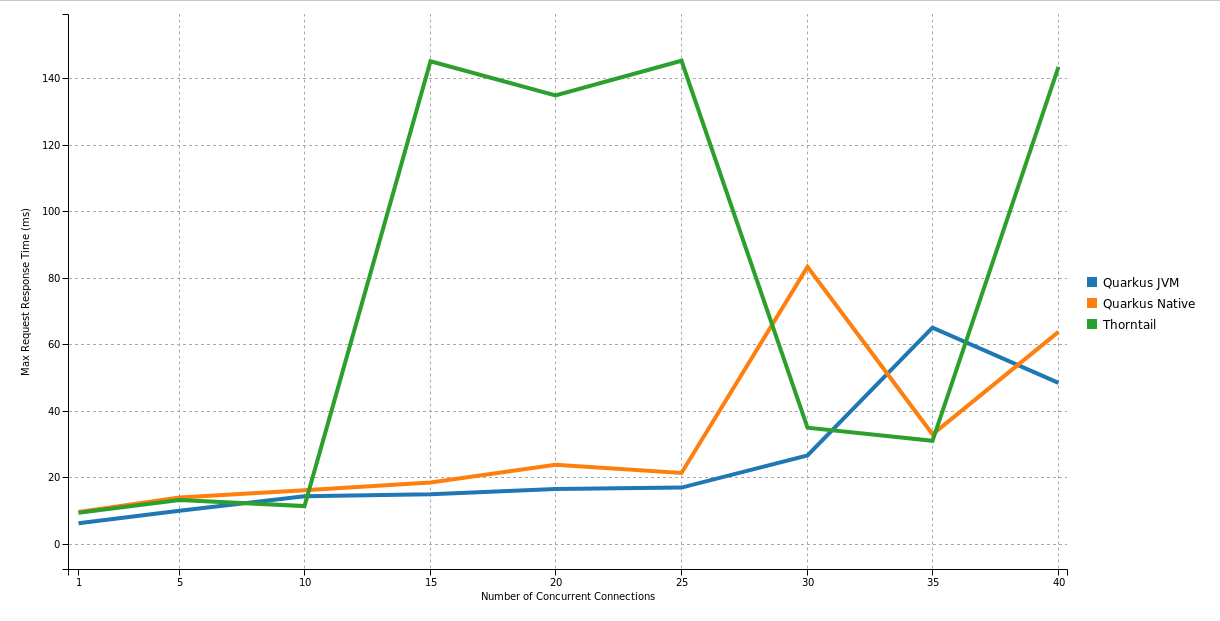 Max Request Response Time (ms)
140
120
100
80
60
40
20
0
1 5 10 15 20 25 30 35 40
Number of Concurrent Connections
Quarkus JVM
Quarkus Native
Thorntail